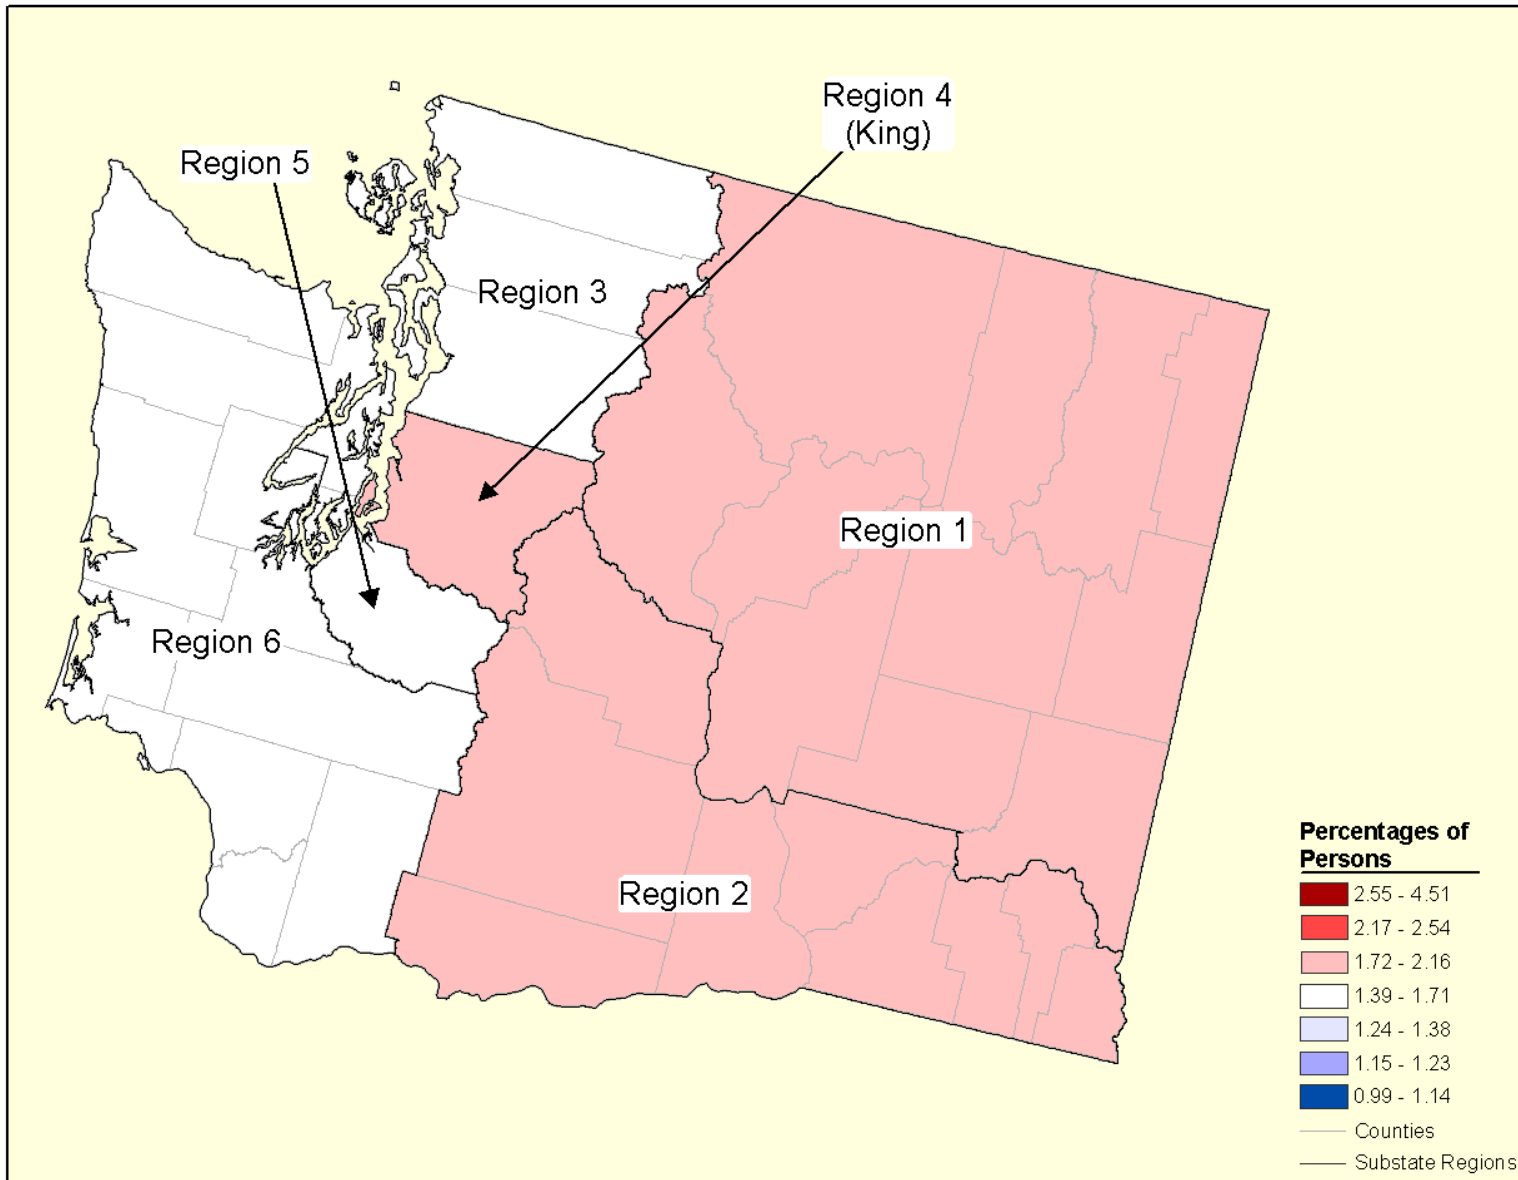 Region 4
(King)
Region 5
Region 3
Region 1
Region 6
Region 2
Percentages of
Persons
2.55 - 4.51
2.17 - 2.54
1.72 - 2.16
1.39 - 1.71
1.24 - 1.38
1.15 - 1.23
0.99 - 1.14
Counties
Substate Regions